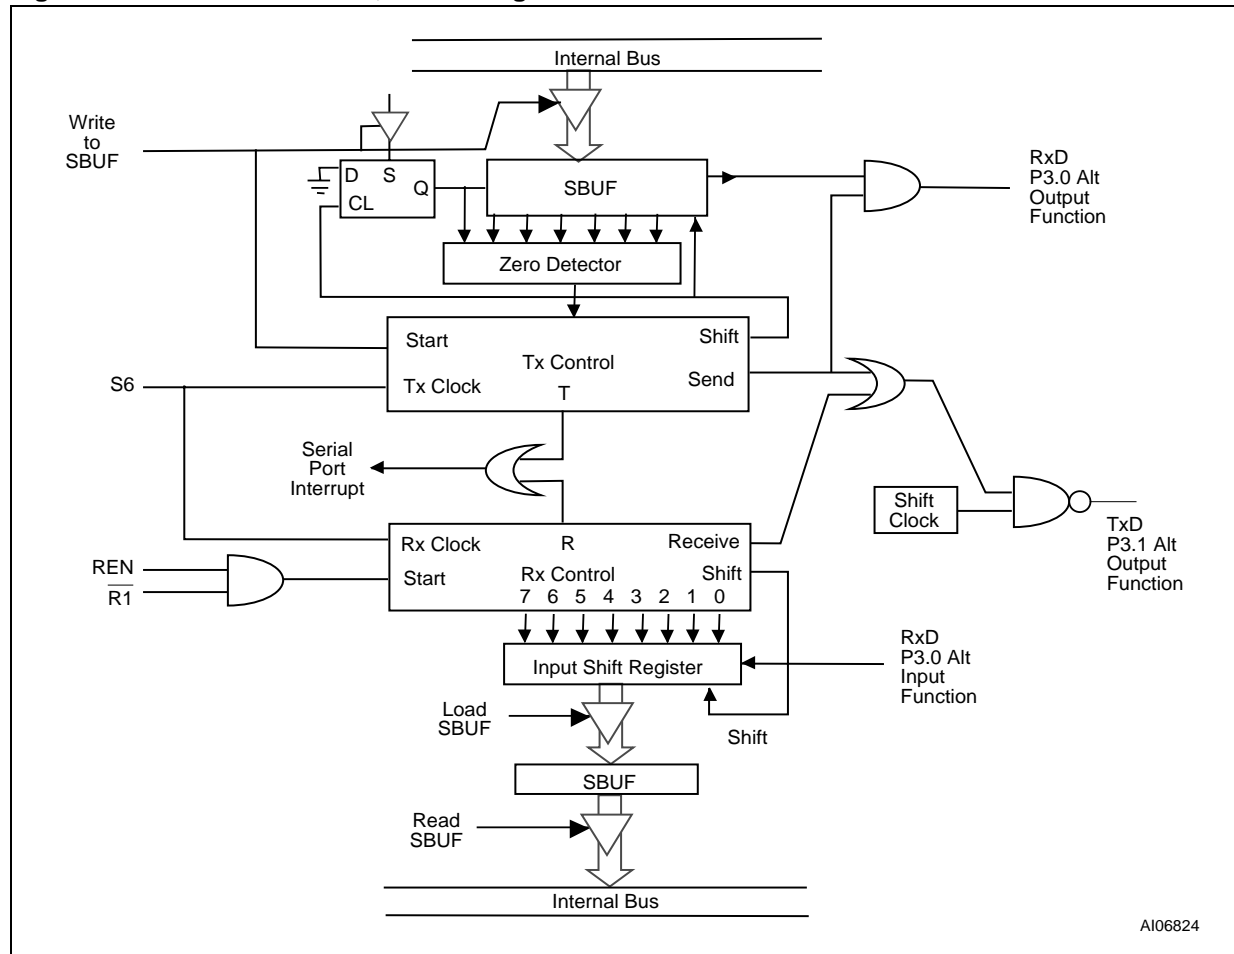 Internal Bus
Write
to
SBUF
D S Q
CL
SBUF
RxD
P3.0 Alt
Output
Function
Zero Detector
Start
Shift
Tx Control
S6
Tx Clock
T
Send
Serial
Port
Interrupt
Shift
Clock
TxD
P3.1 Alt
Output
Function
Rx Clock
R
Receive
REN
R1
Start
Rx Control
Shift
7 6 5 4 3 2 1 0
Input Shift Register
RxD
P3.0 Alt
Input
Function
Load
SBUF
Shift
SBUF
Read
SBUF
Internal Bus
AI06824